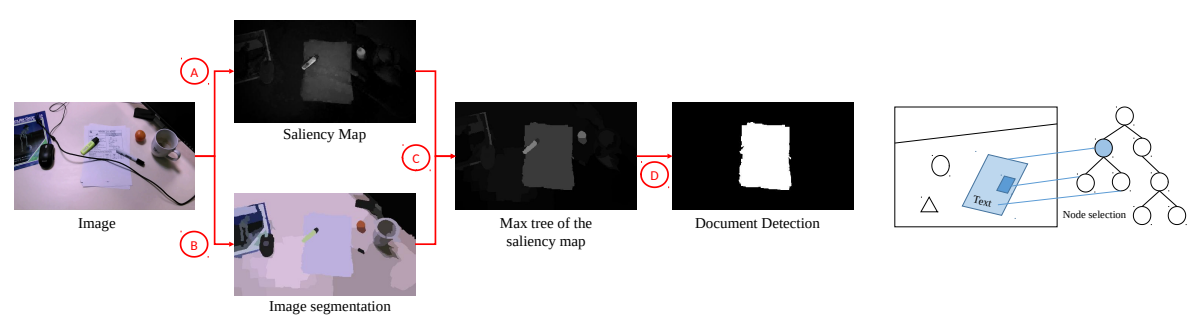 A
Saliency Map
Image
C
D
B
Max tree of the
saliency map
Document Detection
Image segmentation
Text
Node selection